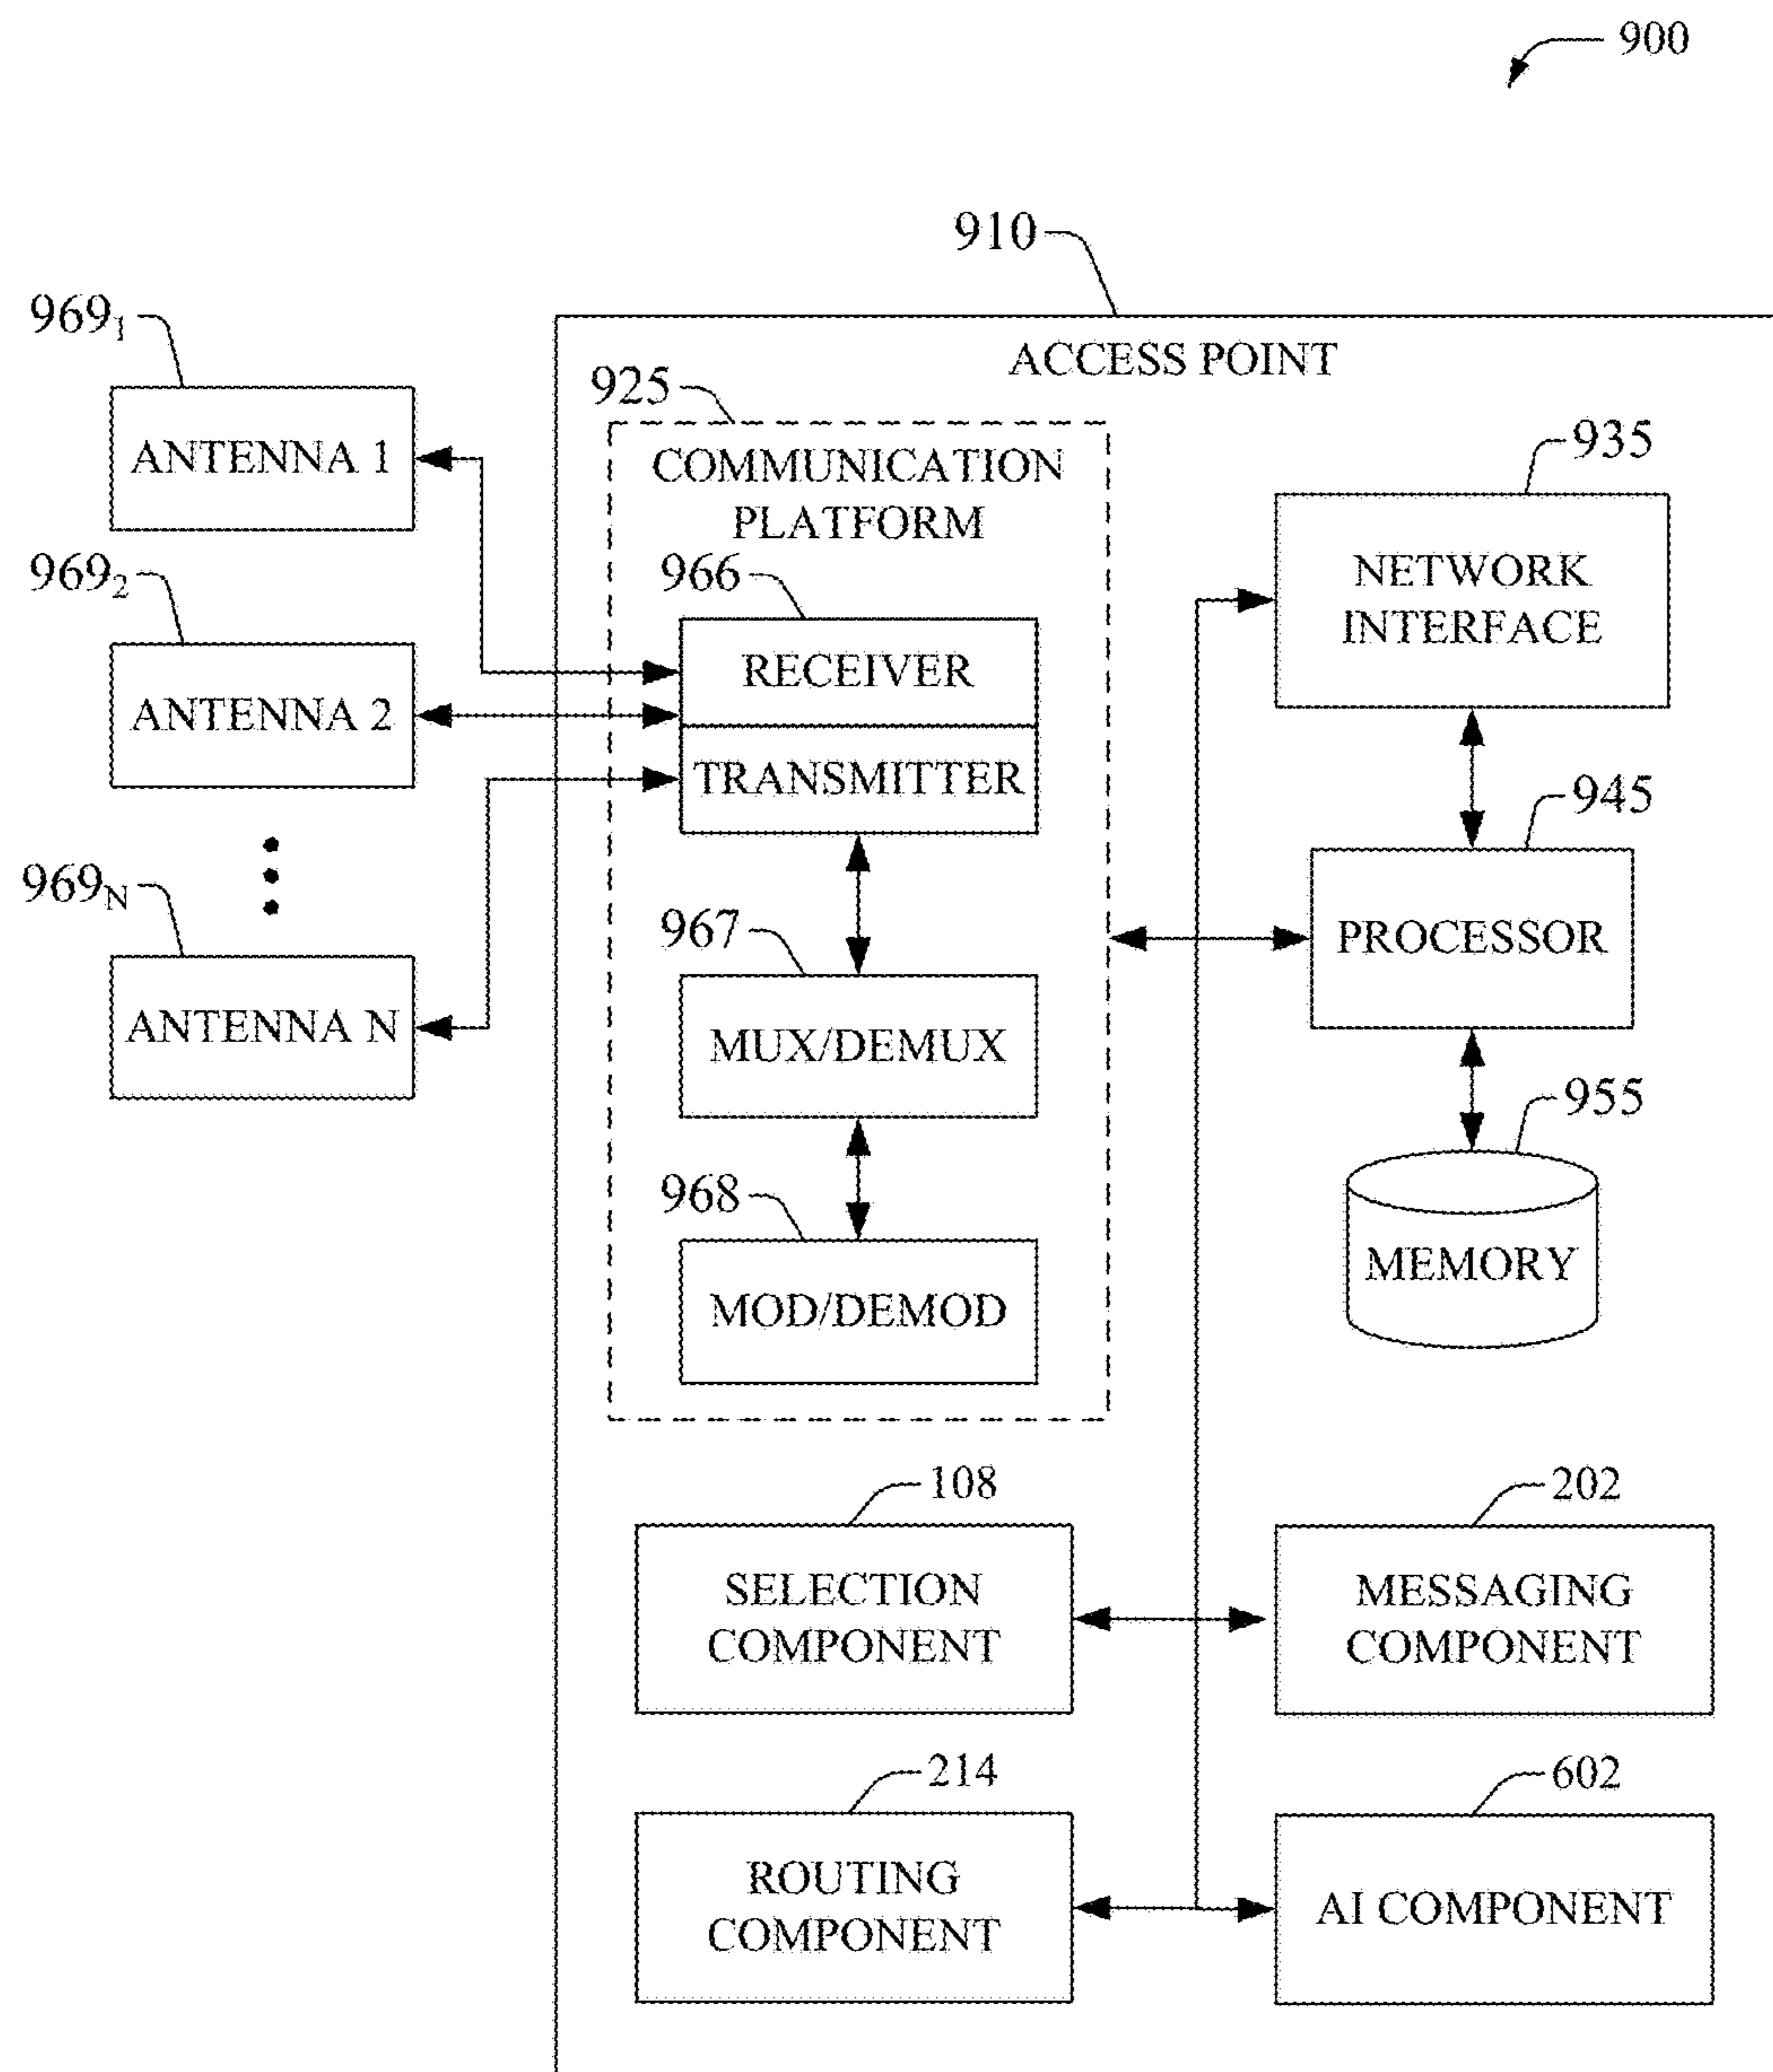 900
910
969₁
ACCESS POINT
925
ANTENNA 1
COMMUNICATION
PLATFORM
935
969₂
966
NETWORK
INTERFACE
RECEIVER
ANTENNA 2
TRANSMITTER
945
969N
967
PROCESSOR
ANTENNA N
MUX/DEMUX
955
968
MEMORY
MOD/DEMOD
108
202
SELECTION
COMPONENT
MESSAGING
COMPONENT
214
602
ROUTING
COMPONENT
AI COMPONENT